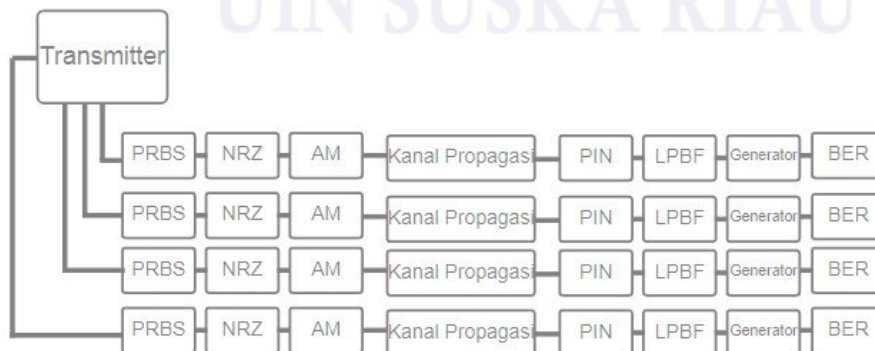 UIN SUSKA RIAU
Transmitter
PRBS NRZ AM Kanal Propagasi PIN LPBF Generator BER
PRBS NRZ AM Kanal Propagasi PIN LPBF Generator BER
PRBS NRZ AM Kanal Propagasi PIN LPBF Generator BER
PRBS NRZ AM Kanal Propagasi PIN LPBF Generator BER